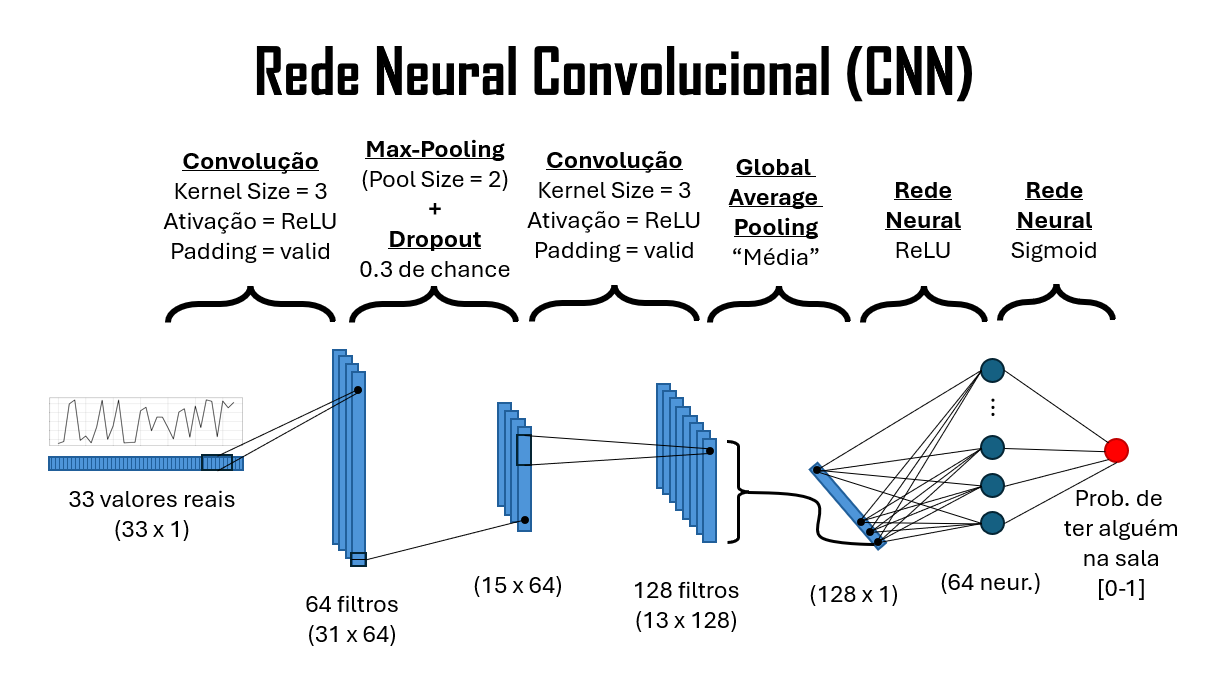 Rede Neural Convolucional (CNN)
Convolução
Kernel Size = 3
Ativação = ReLU
Padding = valid
Max-Pooling
(Pool Size = 2)
+
Dropout
0.3 de chance
Convolução
Kernel Size = 3
Ativação = ReLU
Padding = valid
Global
Average
Pooling
“Média”
Rede
Neural
ReLU
Rede
Neural
Sigmoid
33 valores reais
(33 x 1)
64 filtros
(31 x 64)
(15 x 64)
128 filtros
(13 x 128)
(128 x 1)
(64 neur.)
Prob. de
ter alguém
na sala
[0-1]